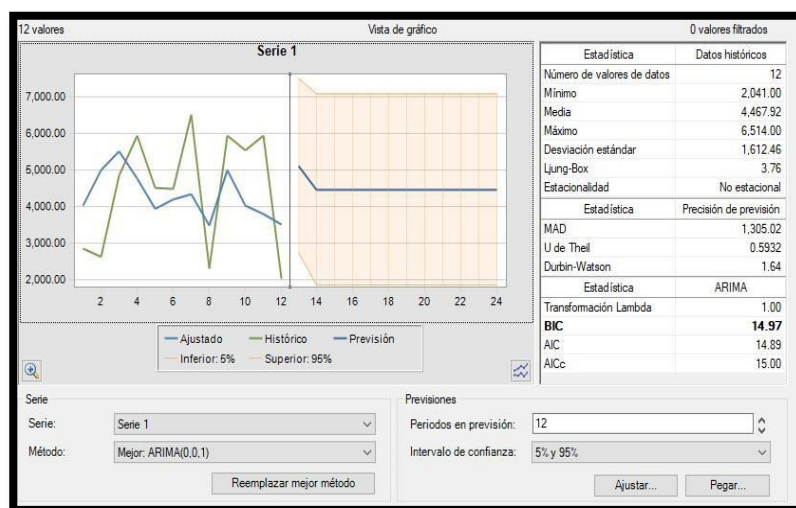 12 valores Vista de gráfico 0 valores filtrados
Serie 1
7,000.00
6,000.00
5,000.00
4,000.00
3,000.00
2,000.00
2 4 6 8 10 12 14 16 18 20 22 24
Ajustado Histórico Previsión
Inferior: 5% Superior: 95%
Estadística Datos históricos
Número de valores de datos 12
Mínimo 2,041.00
Media 4,467.92
Máximo 6,514.00
Desviación estándar 1,612.46
Ljung-Box 3.76
Estacionalidad No estacional
Estadística Precisión de previsión
MAD 1,305.02
U de Theil 0.5932
Durbin-Watson 1.64
Estadística ARIMA
Transformación Lambda 1.00
BIC 14.97
AIC 14.89
AICc 15.00
Serie
Serie: Serie 1
Método: Mejor: ARIMA(0,0,1)
Reemplazar mejor método
Previsiones
Periodos en previsión: 12
Intervalo de confianza: 5% y 95%
Ajustar... Pegar...